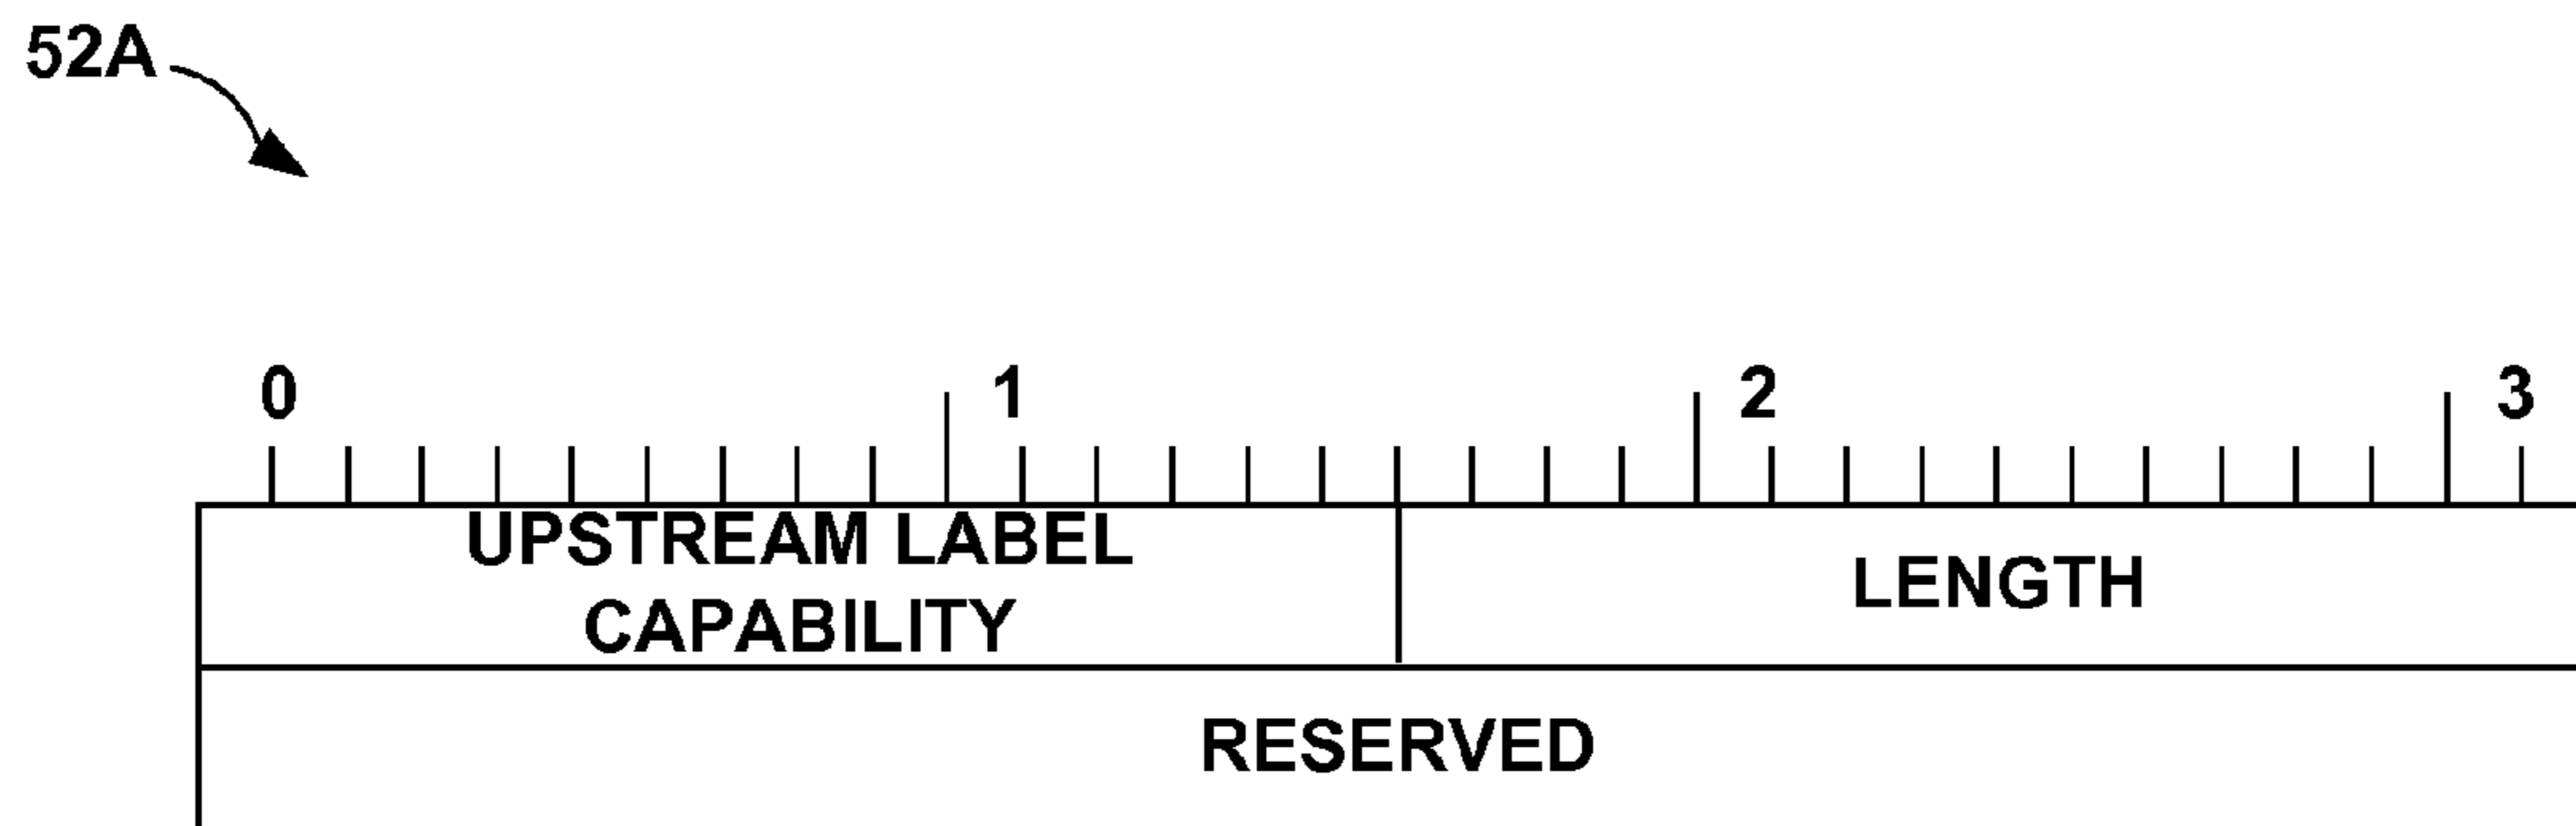 52A
0 1 2 3
UPSTREAM LABEL
CAPABILITY
LENGTH
RESERVED